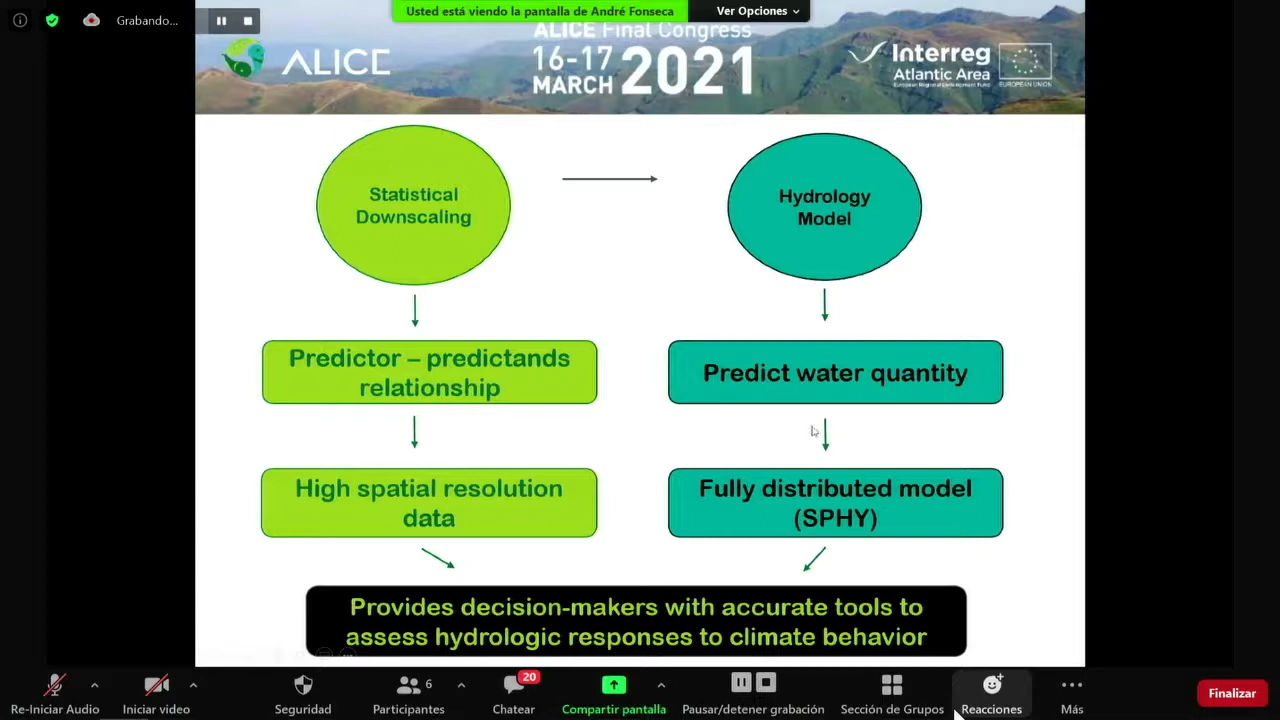 Grabando...
Usted está viendo la pantalla de André Fonseca
Ver Opciones
ALICE
ALICE Final Congress
16-17
MARCH 2021
Interreg
Atlantic Area
European Regional Development Fund
EUROPEAN UNION
Statistical
Downscaling
Hydrology
Model
Predictor – predictands
relationship
Predict water quantity
High spatial resolution
data
Fully distributed model
(SPHY)
Provides decision-makers with accurate tools to
assess hydrologic responses to climate behavior
Re-Iniciar Audio
Iniciar video
Seguridad
6
Participantes
20
Chatear
Compartir pantalla
Pausar/detener grabación
Sección de Grupos
Reacciones
Más
Finalizar